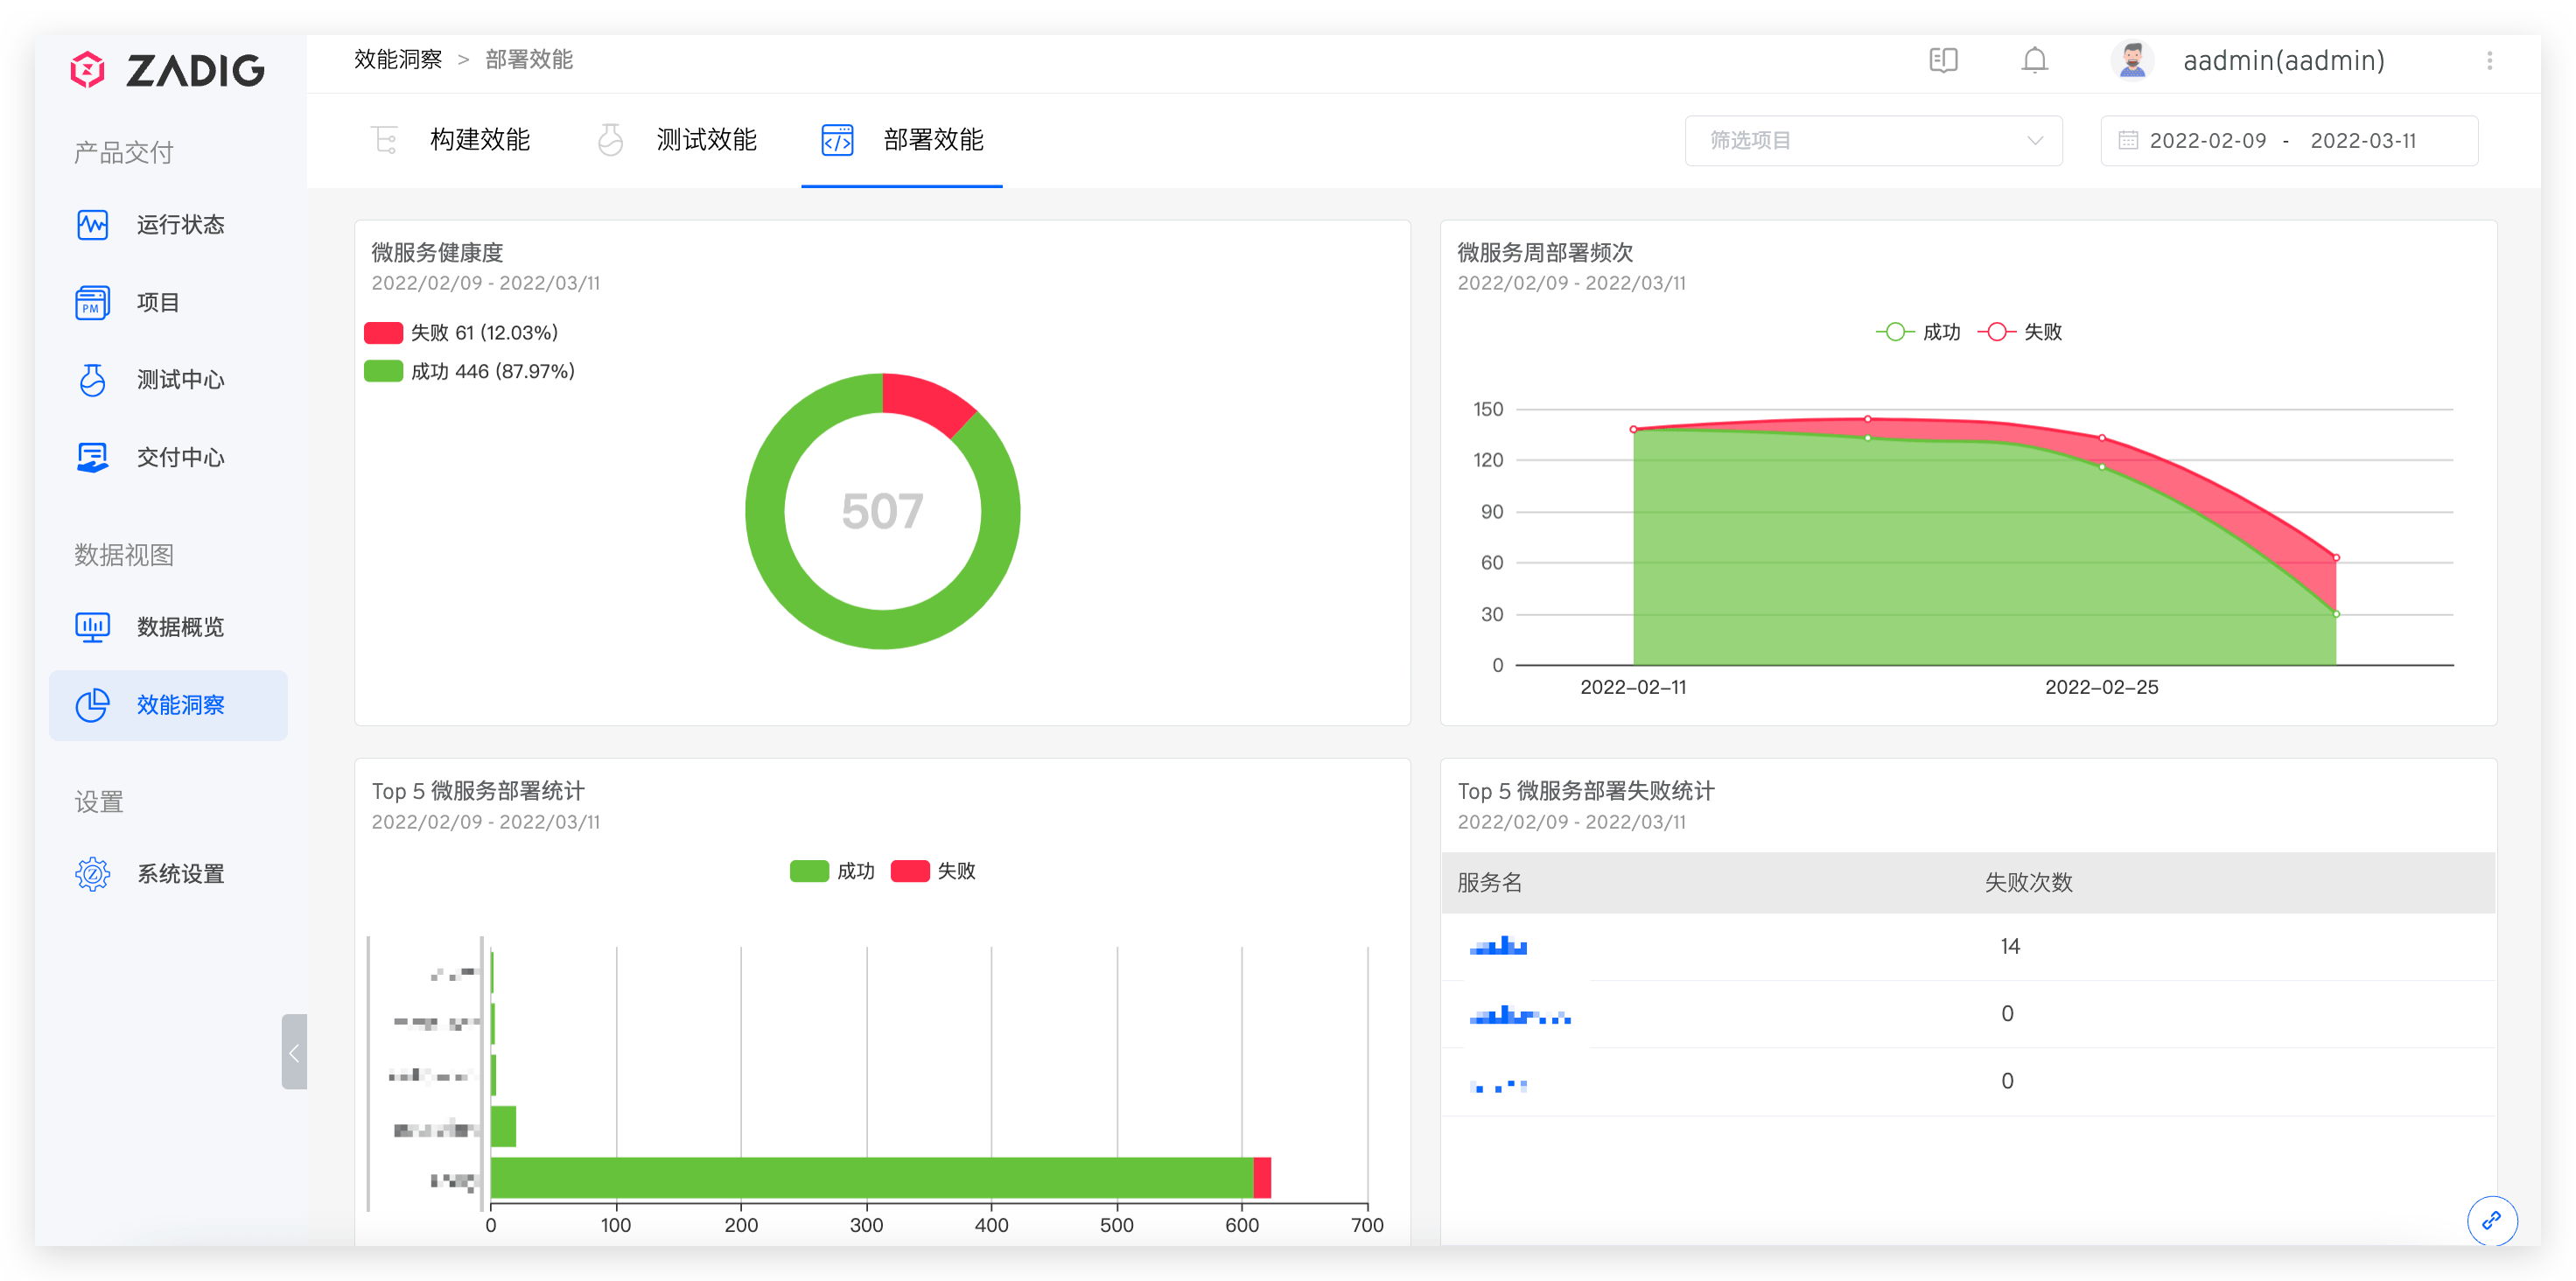 ZADIG
产品交付
运行状态
PM
项目
测试中心
交付中心
数据视图
数据概览
效能洞察
设置
系统设置
效能洞察 > 部署效能
aadmin(aadmin)
构建效能
测试效能
部署效能
筛选项目
2022-02-09 - 2022-03-11
微服务健康度
2022/02/09 - 2022/03/11
失败 61 (12.03%)
成功 446 (87.97%)
507
微服务周部署频次
2022/02/09 - 2022/03/11
成功 失败
150
120
90
60
30
0
2022-02-11 2022-02-25
Top 5 微服务部署统计
2022/02/09 - 2022/03/11
成功 失败
0 100 200 300 400 500 600 700
Top 5 微服务部署失败统计
2022/02/09 - 2022/03/11
服务名 失败次数
14
0
0